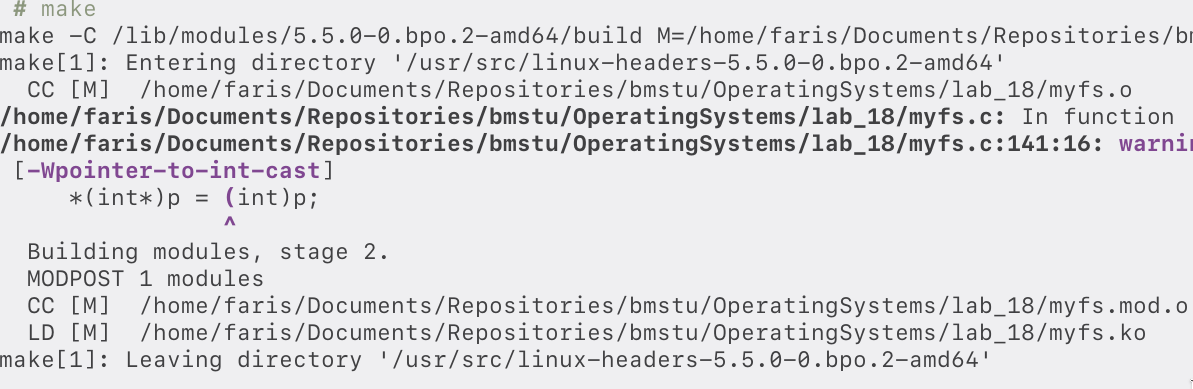 # make
make -C /lib/modules/5.5.0-0.bpo.2-amd64/build M=/home/faris/Documents/Repositories/bm
make[1]: Entering directory '/usr/src/linux-headers-5.5.0-0.bpo.2-amd64'
CC [M] /home/faris/Documents/Repositories/bmstu/OperatingSystems/lab_18/myfs.o
/home/faris/Documents/Repositories/bmstu/OperatingSystems/lab_18/myfs.c: In function
/home/faris/Documents/Repositories/bmstu/OperatingSystems/lab_18/myfs.c:141:16: warnin
[-Wpointer-to-int-cast]
*(int*)p = (int)p;
^
Building modules, stage 2.
MODPOST 1 modules
CC [M] /home/faris/Documents/Repositories/bmstu/OperatingSystems/lab_18/myfs.mod.o
LD [M] /home/faris/Documents/Repositories/bmstu/OperatingSystems/lab_18/myfs.ko
make[1]: Leaving directory '/usr/src/linux-headers-5.5.0-0.bpo.2-amd64'